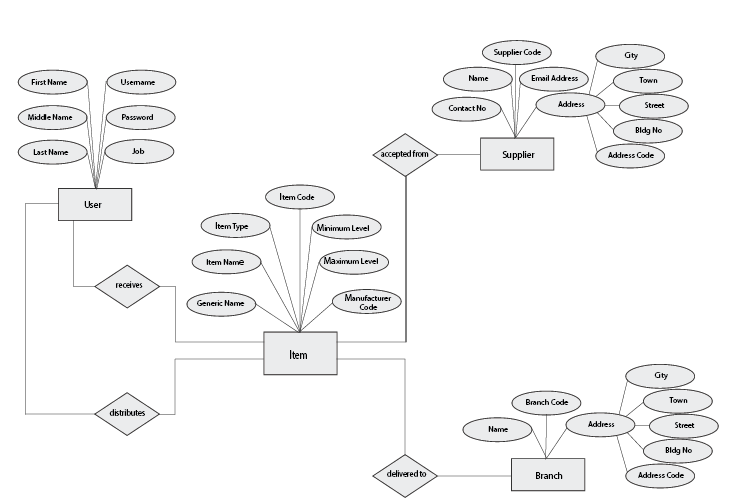 Supplier Code
City
First Name
Username
Name
Email Address
Town
Contact No
Address
Street
Middle Name
Password
Bldg No
Last Name
Job
accepted from
Supplier
Address Code
User
Item Code
Item Type
Minimum Level
Item Name
Maximum Level
receives
Generic Name
Manufacturer
Code
Item
City
Branch Code
Town
distributes
Name
Address
Street
Bldg No
delivered to
Branch
Address Code